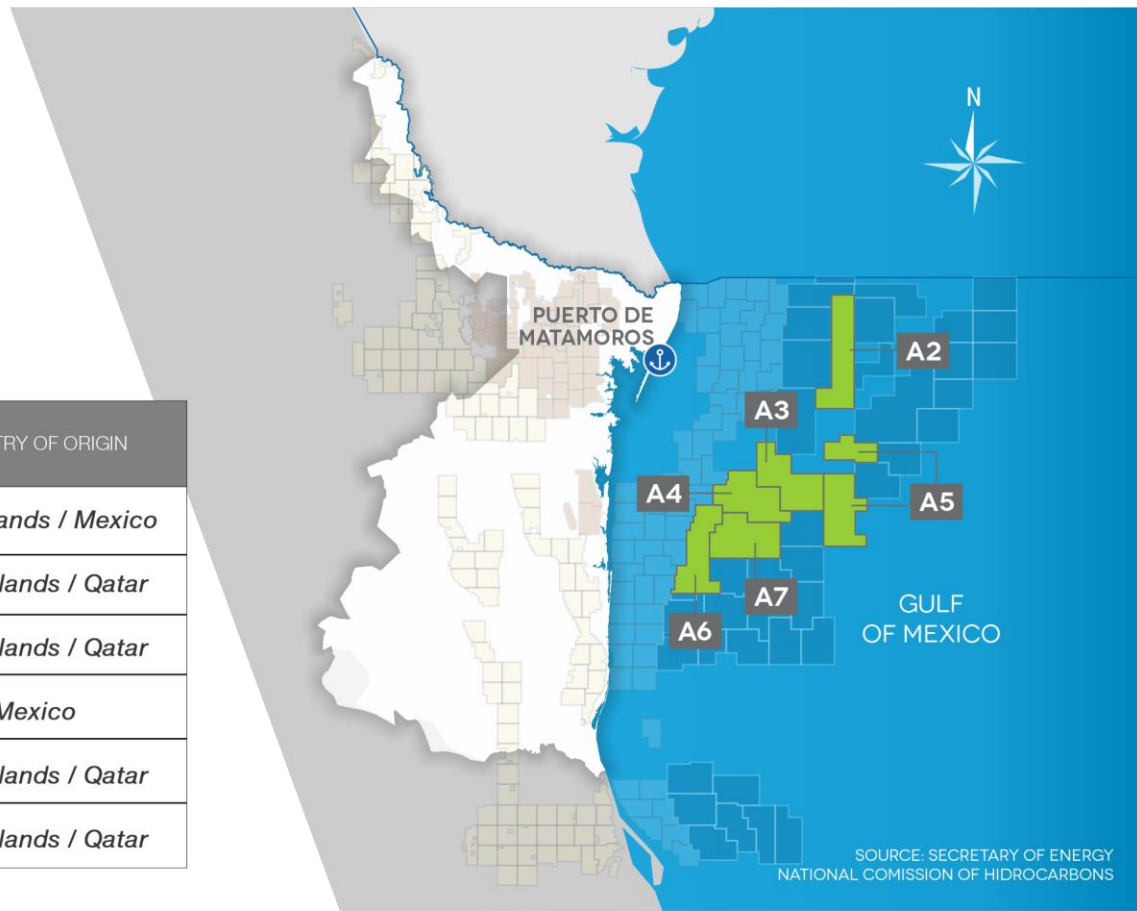 N
PUERTO DE
MATAMOROS
A2
A3
A4
A5
A7
A6
GULF
OF MEXICO
TRY OF ORIGIN
ands / Mexico
lands / Qatar
lands / Qatar
Mexico
lands / Qatar
lands / Qatar
SOURCE: SECRETARY OF ENERGY
NATIONAL COMISSION OF HIDROCARBONS